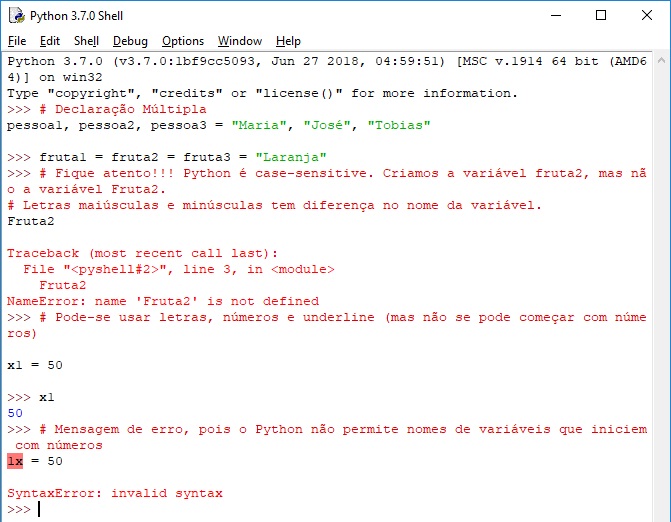 Python 3.7.0 Shell
File Edit Shell Debug Options Window Help
Python 3.7.0 (v3.7.0:1bf9cc5093, Jun 27 2018, 04:59:51) [MSC v.1914 64 bit (AMD6
4)] on win32
Type "copyright", "credits" or "license()" for more information.
>>> # Declaração Múltipla
pessoa1, pessoa2, pessoa3 = "Maria", "José", "Tobias"
>>> fruta1 = fruta2 = fruta3 = "Laranja"
>>> # Fique atento!!! Python é case-sensitive. Criamos a variável fruta2, mas nã
o a variável Fruta2.
# Letras maiúsculas e minúsculas tem diferença no nome da variável.
Fruta2
Traceback (most recent call last):
  File "<pyshell#2>", line 3, in <module>
    Fruta2
NameError: name 'Fruta2' is not defined
>>> # Pode-se usar letras, números e underline (mas não se pode começar com núme
ros)
x1 = 50
>>> x1
50
>>> # Mensagem de erro, pois o Python não permite nomes de variáveis que iniciem
 com números
1x = 50
SyntaxError: invalid syntax
>>>